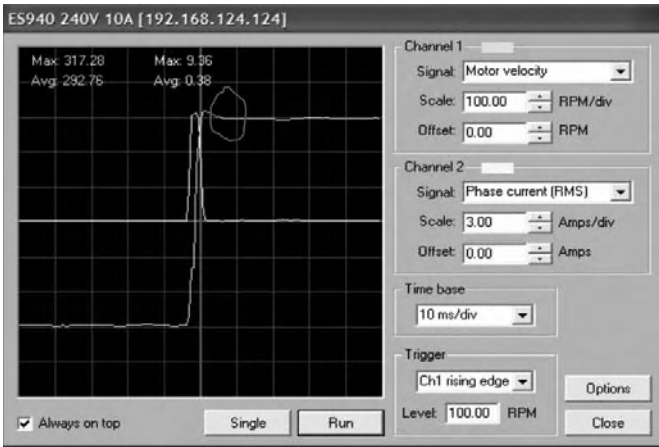 ES940 240V 10A [192.168.124.124]
Max: 317.28 Max: 9.36
Avg: 292.76 Avg: 0.38
Channel 1
Signal: Motor velocity
Scale: 100.00 RPM/div
Offset: 0.00 RPM
Channel 2
Signal: Phase current (RMS)
Scale: 3.00 Amps/div
Offset: 0.00 Amps
Time base
10 ms/div
Trigger
Ch1 rising edge
Level: 100.00 RPM
Options
Close
Always on top
Single
Run